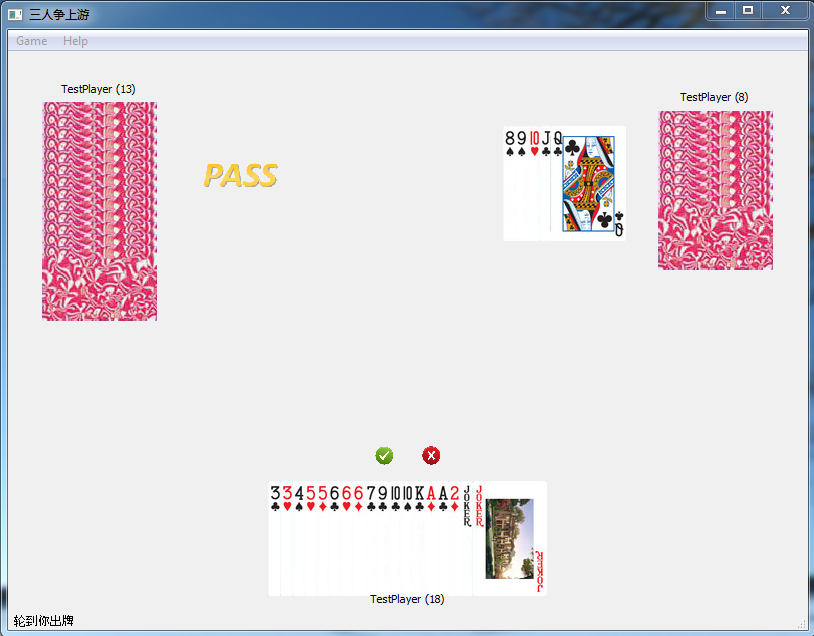 三人争上游
Game Help
TestPlayer (13)
TestPlayer (8)
PASS
8 9 10 J Q
Q
3 3 4 5 5 6 6 6 7 9 10 10 K A A 2 JOKER JOKER
JOKER
TestPlayer (18)
轮到你出牌